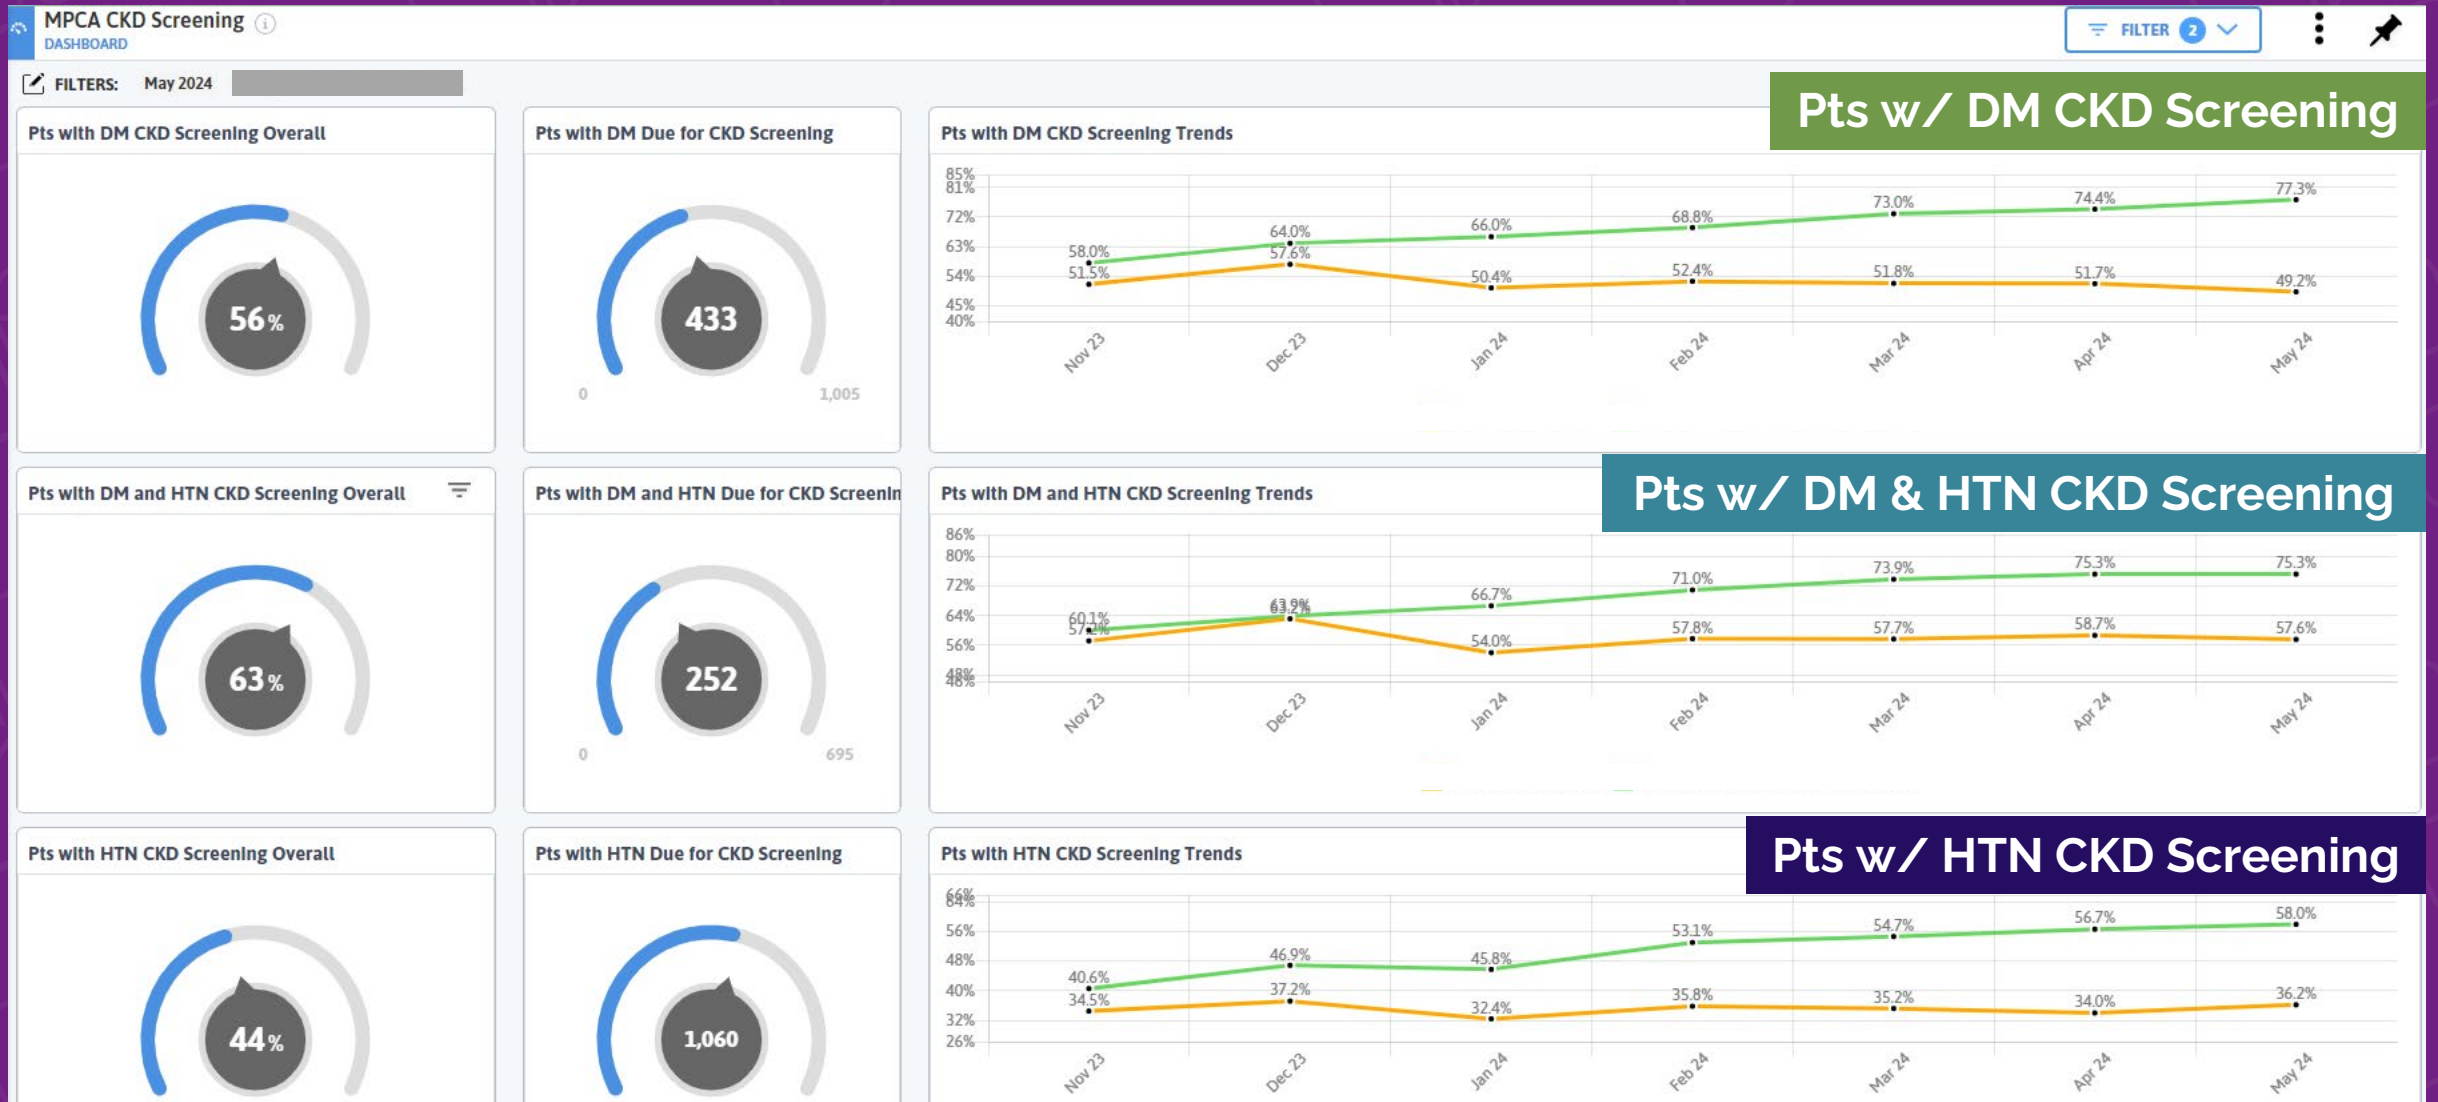 MPCA CKD Screening
DASHBOARD
FILTER 2
FILTERS: May 2024
Pts w/ DM CKD Screening
Pts with DM CKD Screening Overall
56%
Pts with DM Due for CKD Screening
433
0
1,005
Pts with DM CKD Screening Trends
85%
81%
72%
63%
54%
45%
40%
58.0%
64.0%
66.0%
68.8%
73.0%
74.4%
77.3%
51.5%
57.6%
50.4%
52.4%
51.8%
51.7%
49.2%
Nov 23
Dec 23
Jan 24
Feb 24
Mar 24
Apr 24
May 24
Pts w/ DM & HTN CKD Screening
Pts with DM and HTN CKD Screening Overall
63%
Pts with DM and HTN Due for CKD Screenin
252
0
695
Pts with DM and HTN CKD Screening Trends
86%
80%
72%
64%
56%
48%
48%
60.1%
63.9%
66.7%
71.0%
73.9%
75.3%
75.3%
57.2%
63.2%
54.0%
57.8%
57.7%
58.7%
57.6%
Nov 23
Dec 23
Jan 24
Feb 24
Mar 24
Apr 24
May 24
Pts w/ HTN CKD Screening
Pts with HTN CKD Screening Overall
44%
Pts with HTN Due for CKD Screening
1,060
Pts with HTN CKD Screening Trends
66%
64%
56%
48%
40%
32%
26%
40.6%
46.9%
45.8%
53.1%
54.7%
56.7%
58.0%
34.5%
37.2%
32.4%
35.8%
35.2%
34.0%
36.2%
Nov 23
Dec 23
Jan 24
Feb 24
Mar 24
Apr 24
May 24